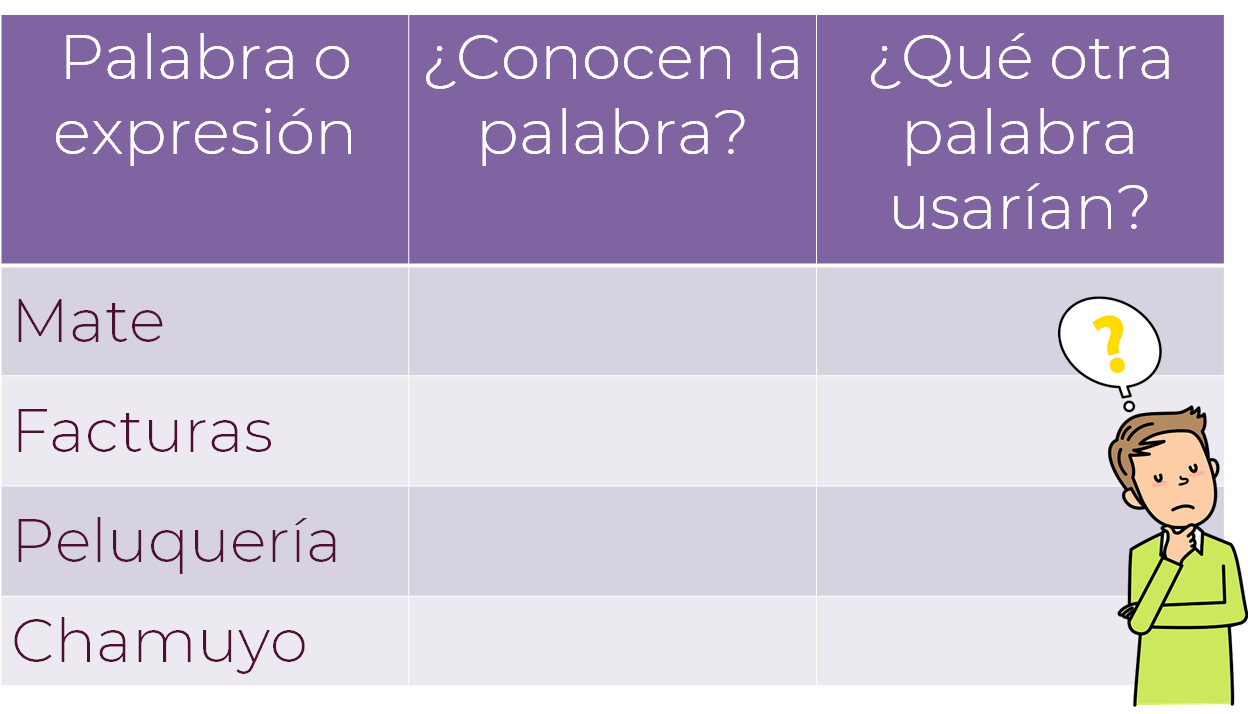 Palabra o
expresión
¿Conocen la
palabra?
¿Qué otra
palabra
usarían?
Mate
?
Facturas
Peluquería
Chamuyo